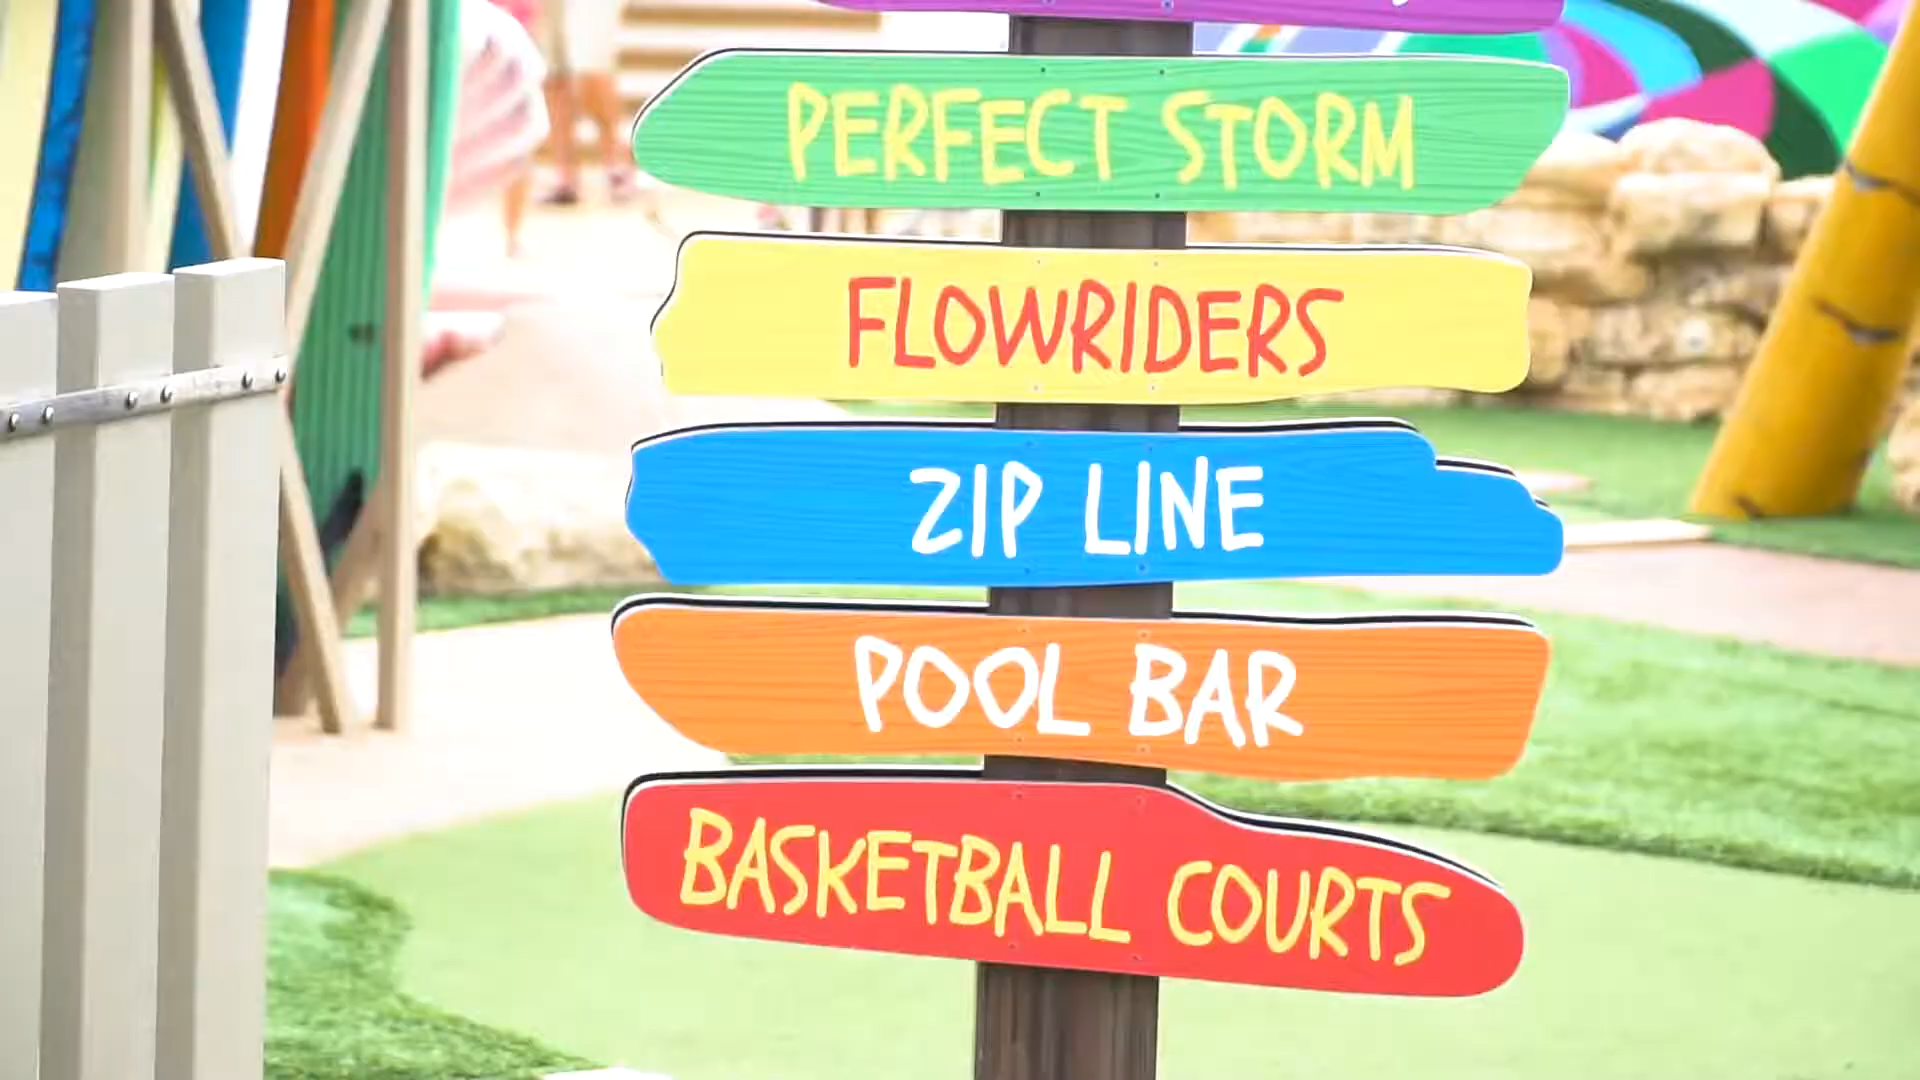 PERFECT STORM
FLOWRIDERS
ZIP LINE
POOL BAR
BASKETBALL COURTS